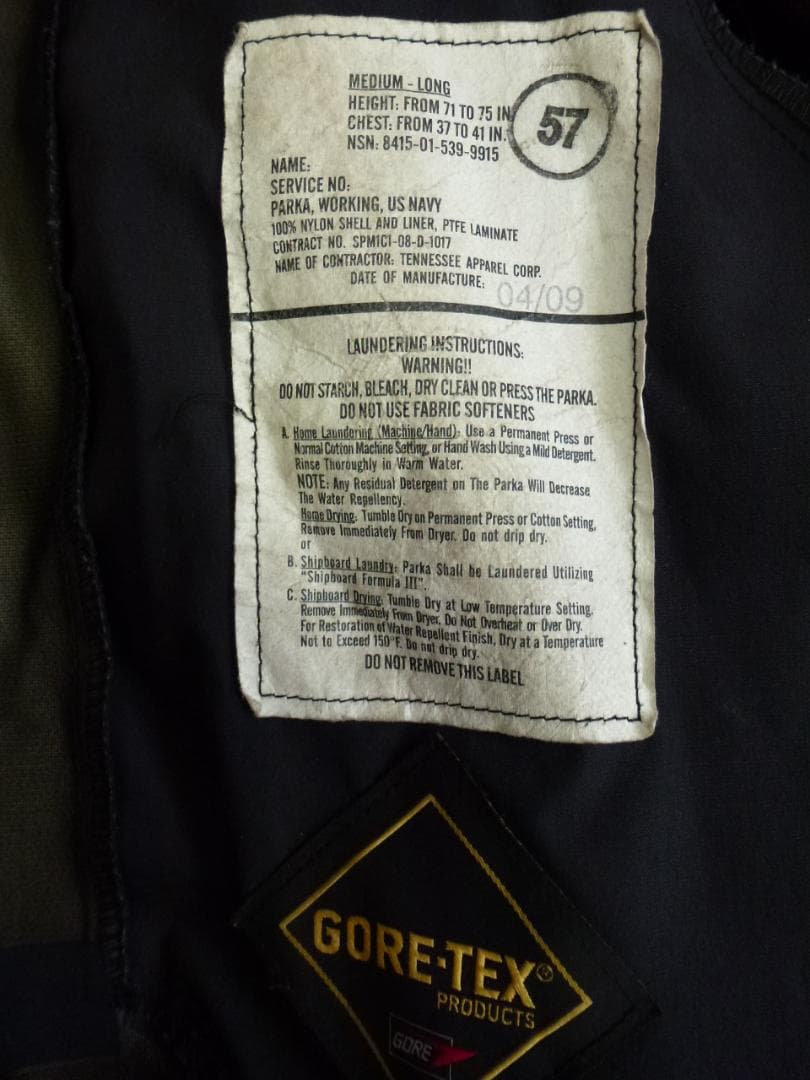 MEDIUM - LONG
HEIGHT: FROM 71 TO 75 IN
CHEST: FROM 37 TO 41 IN.
NSN: 8415-01-539-9915
57
NAME:
SERVICE NO:
PARKA, WORKING, US NAVY
100% NYLON SHELL AND LINER, PTFE LAMINATE
CONTRACT NO. SPM1C1-08-D-1017
NAME OF CONTRACTOR: TENNESSEE APPAREL CORP.
DATE OF MANUFACTURE: 04/09
LAUNDERING INSTRUCTIONS:
WARNING!!
DO NOT STARCH, BLEACH, DRY CLEAN OR PRESS THE PARKA.
DO NOT USE FABRIC SOFTENERS
A. Home Laundering (Machine/Hand): Use a Permanent Press or
Normal Cotton Machine Setting, or Hand Wash Using a Mild Detergent.
Rinse Thoroughly in Warm Water.
NOTE: Any Residual Detergent on The Parka Will Decrease
The Water Repellency.
Home Drying: Tumble Dry on Permanent Press or Cotton Setting,
Remove Immediately From Dryer. Do not drip dry.
or
B. Shipboard Laundry: Parka Shall be Laundered Utilizing
"Shipboard Formula III".
C. Shipboard Drying: Tumble Dry at Low Temperature Setting.
Remove Immediately From Dryer. Do Not Overheat or Over Dry.
For Restoration of Water Repellent Finish, Dry at a Temperature
Not to Exceed 150°F. Do not drip dry.
DO NOT REMOVE THIS LABEL
GORE-TEX®
PRODUCTS
GORE